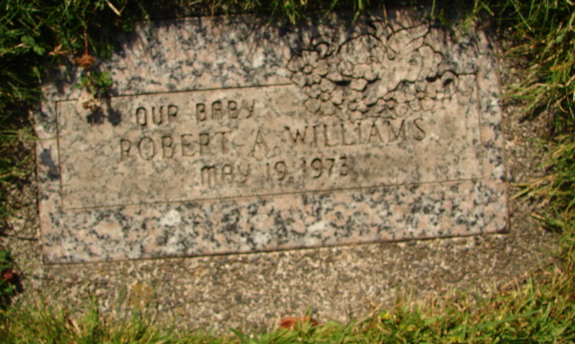 OUR BABY
ROBERT A. WILLIAMS
MAY 19, 1973